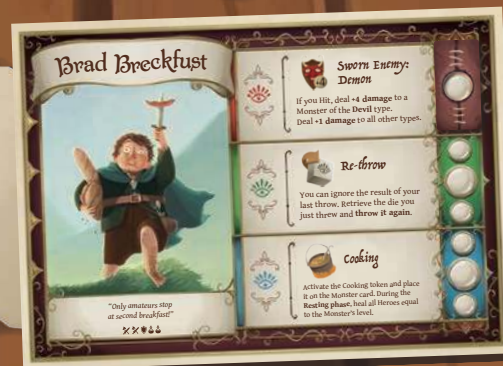 Brad Breckfust
"Only amateurs stop
at second breakfast!"
Sworn Enemy:
Demon
If you Hit, deal +4 damage to a
Monster of the Devil type.
Deal +1 damage to all other types.
Re-throw
You can ignore the result of your
last throw. Retrieve the die you
just threw and throw it again.
Cooking
Activate the Cooking token and place
it on the Monster card. During the
Resting phase, heal all Heroes equal
to the Monster's level.